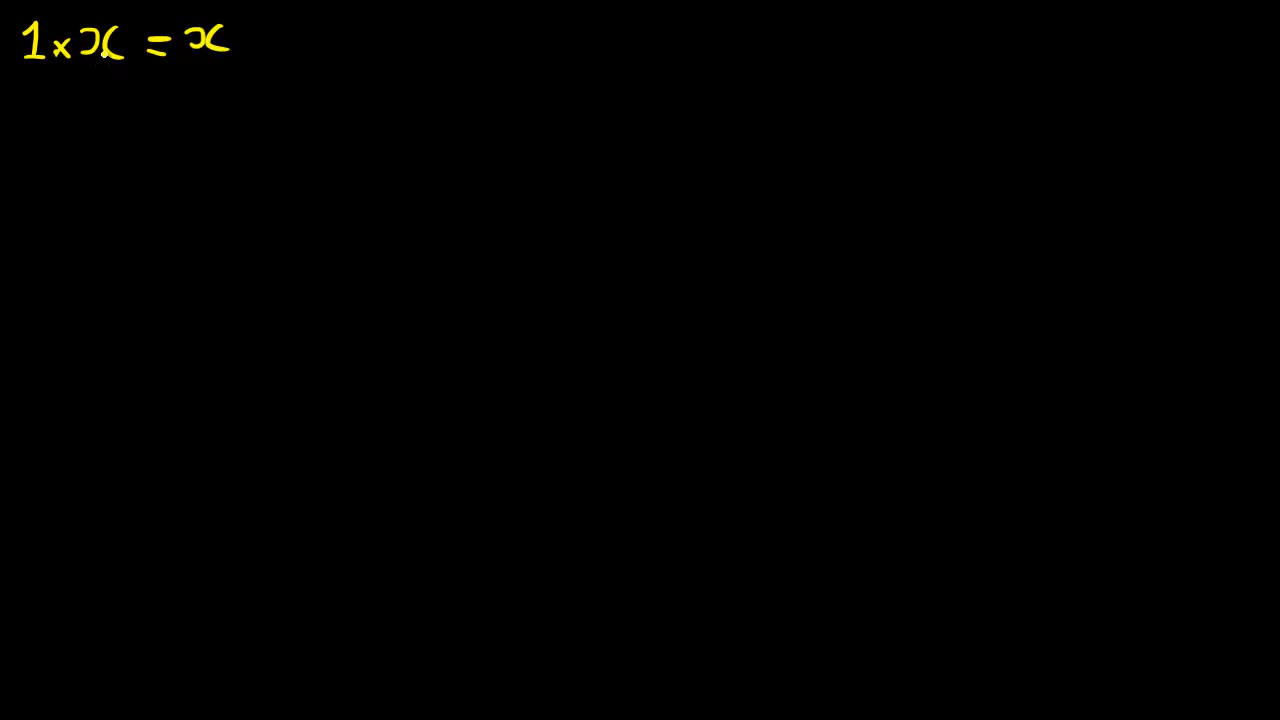 1 × x = x